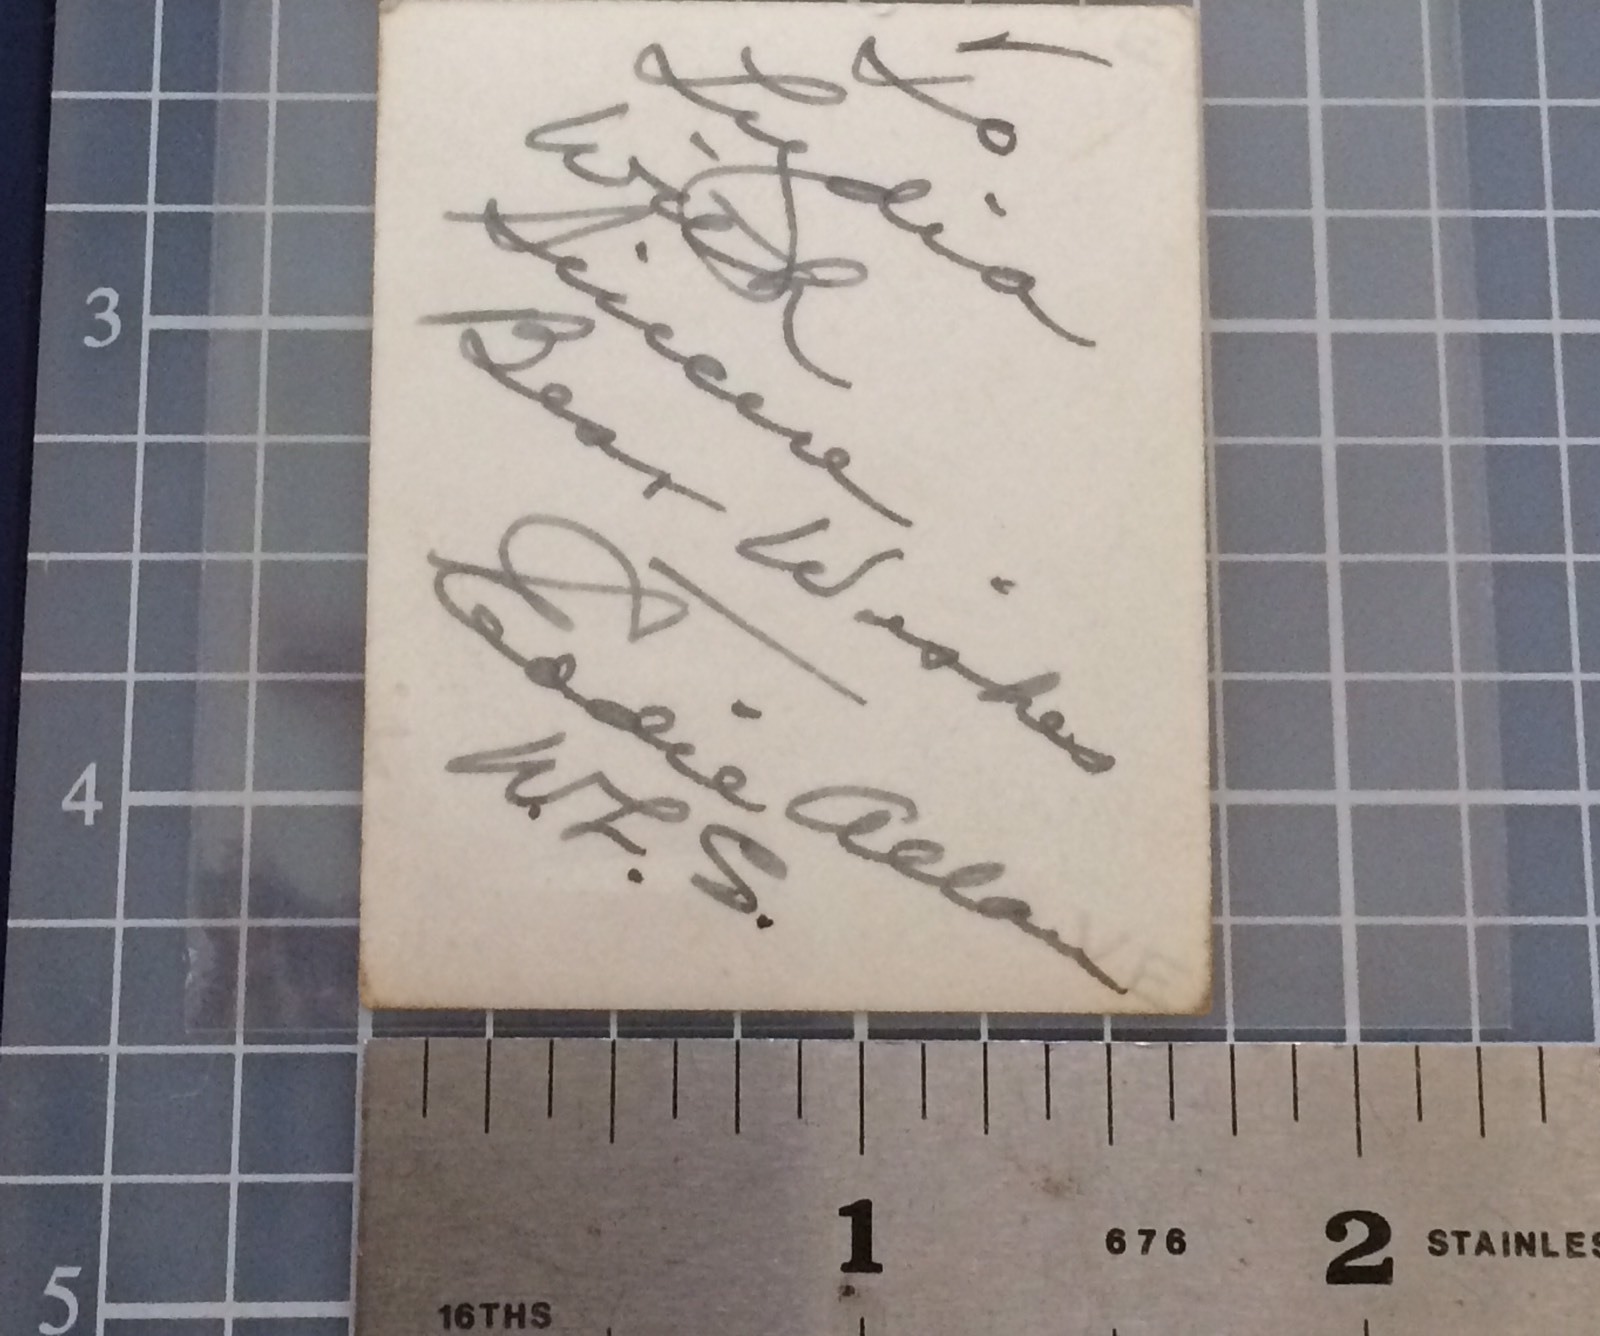 To
Lydia
With
Sincere
Best Wishes
Eddie Allan
W.L.S.
3
4
5
1
676
2
STAINLES
16THS